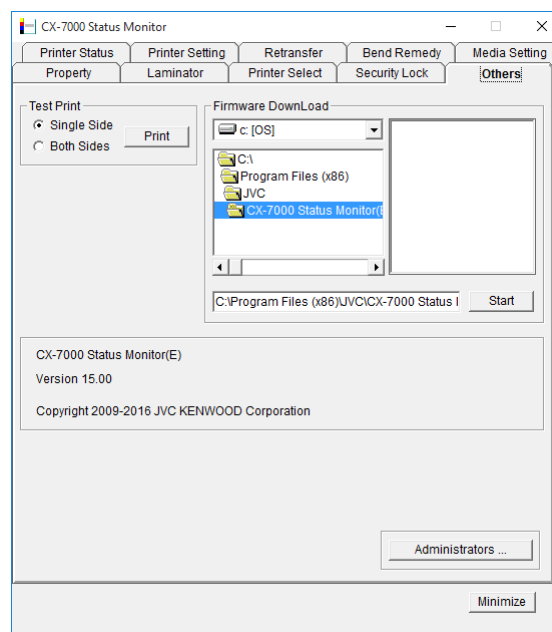 CX-7000 Status Monitor
Printer Status Printer Setting Retransfer Bend Remedy Media Setting
Property Laminator Printer Select Security Lock Others
Test Print
Single Side
Both Sides
Print
Firmware DownLoad
c: [OS]
C:\
Program Files (x86)
JVC
CX-7000 Status Monitor(E
C:\Program Files (x86)\JVC\CX-7000 Status
Start
CX-7000 Status Monitor(E)
Version 15.00
Copyright 2009-2016 JVC KENWOOD Corporation
Administrators ...
Minimize